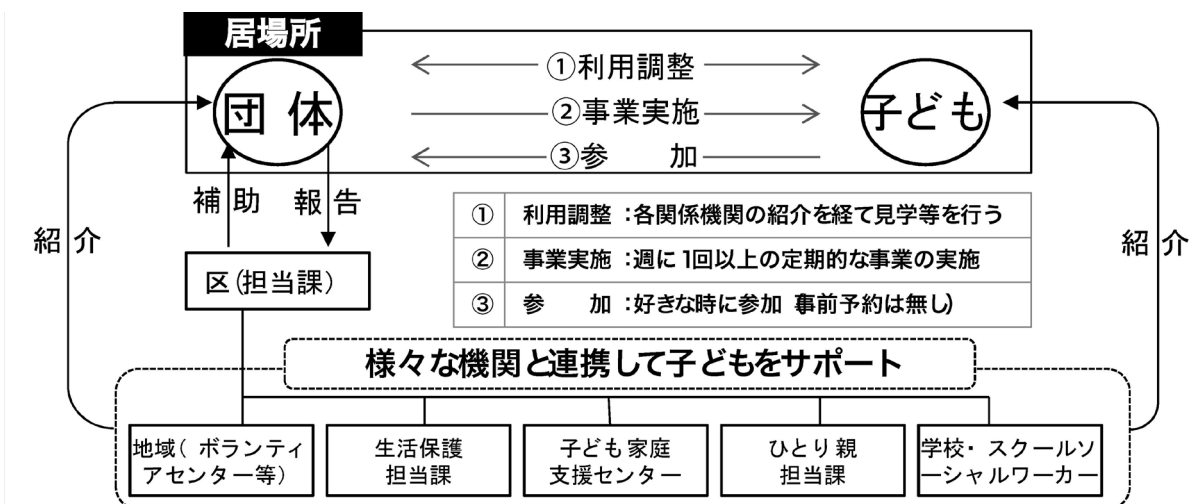 居場所
団 体
①利用調整
②事業実施
③参 加
子ども
補助
報告
紹介
紹介
区(担当課)
① 利用調整:各関係機関の紹介を経て見学等を行う
② 事業実施:週に1回以上の定期的な事業の実施
③ 参 加:好きな時に参加(事前予約は無し)
様々な機関と連携して子どもをサポート
地域( ボランティ
アセンター等)
生活保護
担当課
子ども家庭
支援センター
ひとり親
担当課
学校・スクールソ
ーシャルワーカー